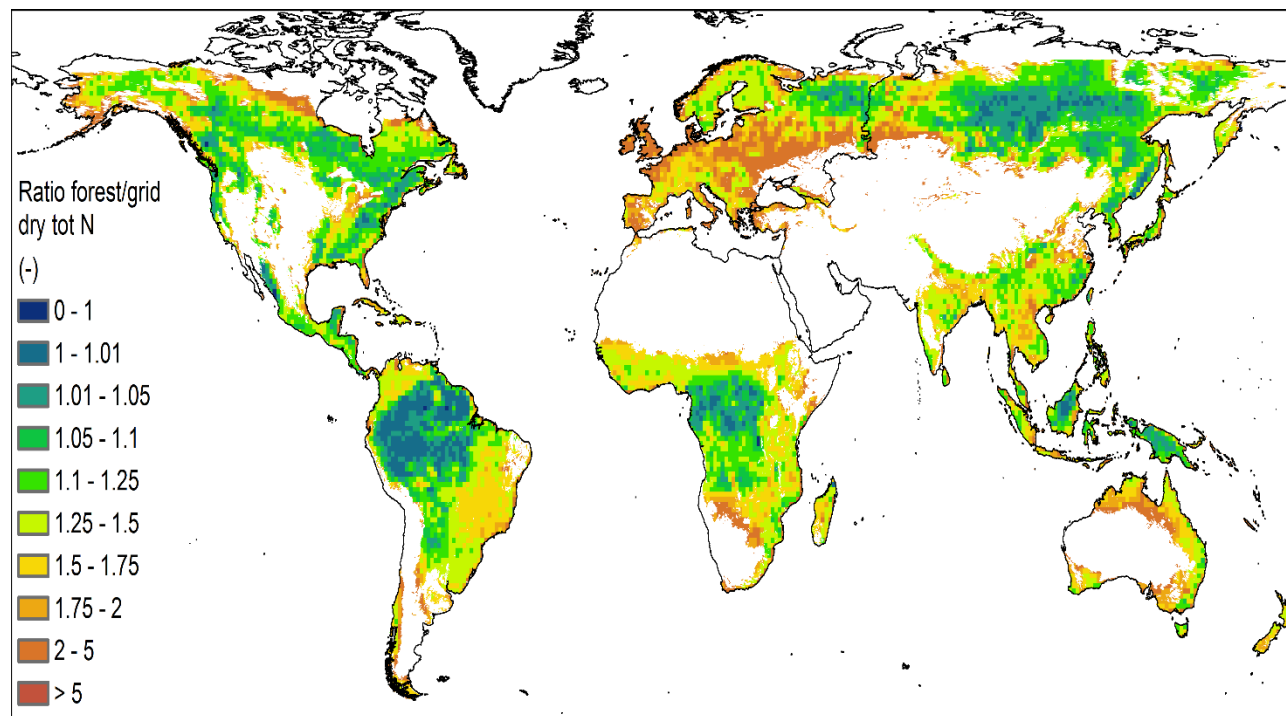 Ratio forest/grid
dry tot N
(-)
0 - 1
1 - 1.01
1.01 - 1.05
1.05 - 1.1
1.1 - 1.25
1.25 - 1.5
1.5 - 1.75
1.75 - 2
2 - 5
> 5